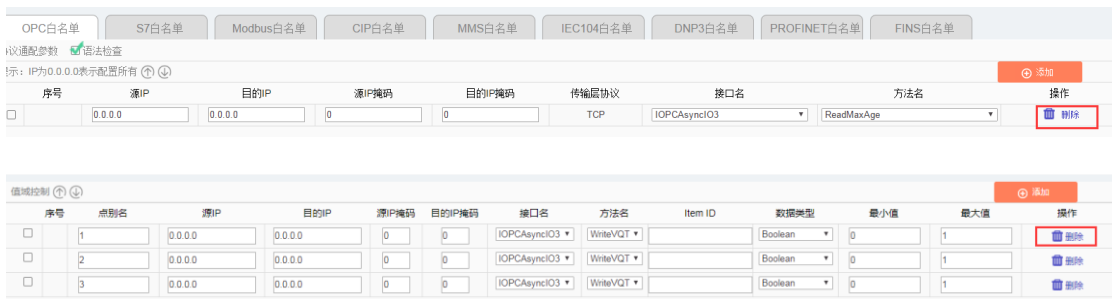 OPC白名单 S7白名单 Modbus白名单 CIP白名单 MMS白名单 IEC104白名单 DNP3白名单 PROFINET白名单 FINS白名单
议通配参数 语法检查
提示：IP为0.0.0.0表示配置所有 添加
序号 源IP 目的IP 源IP掩码 目的IP掩码 传输层协议 接口名 方法名 操作
0.0.0.0 0.0.0.0 0 0 TCP IOPCAsyncIO3 ReadMaxAge 删除
值域控制 添加
序号 点别名 源IP 目的IP 源IP掩码 目的IP掩码 接口名 方法名 Item ID 数据类型 最小值 最大值 操作
1 0.0.0.0 0.0.0.0 0 0 IOPCAsyncIO3 WriteVQT Boolean 0 1 删除
2 0.0.0.0 0.0.0.0 0 0 IOPCAsyncIO3 WriteVQT Boolean 0 1 删除
3 0.0.0.0 0.0.0.0 0 0 IOPCAsyncIO3 WriteVQT Boolean 0 1 删除